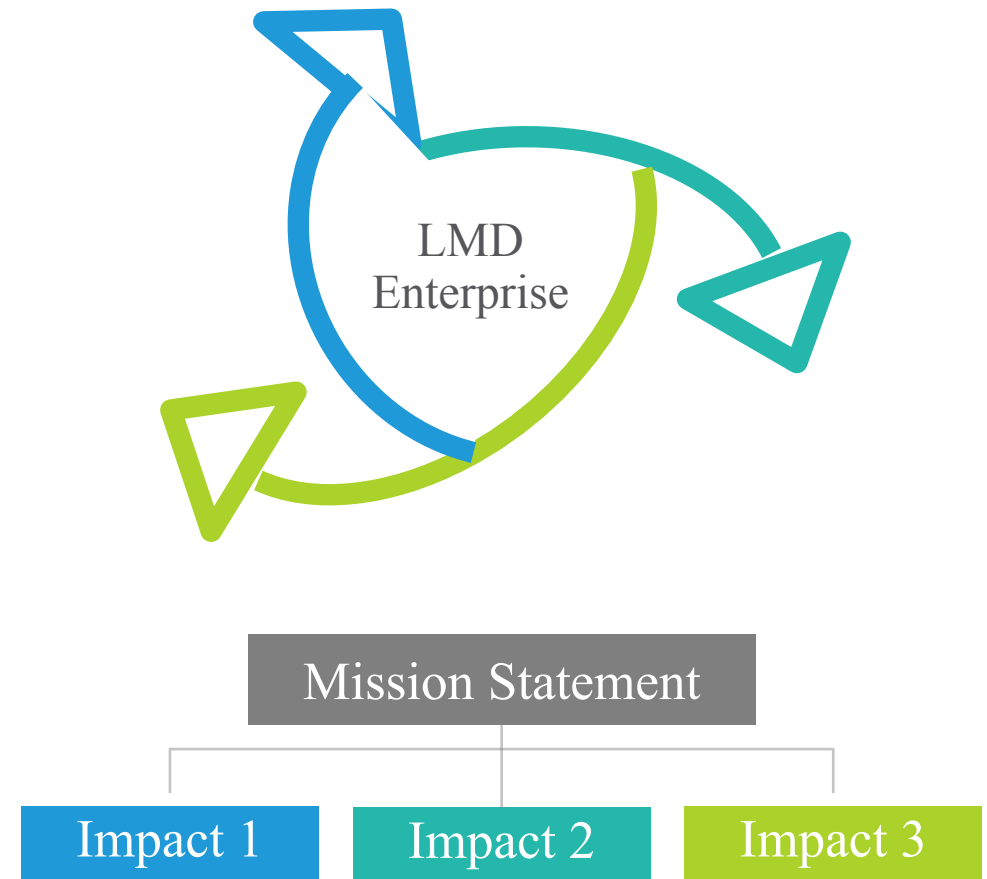 LMD
Enterprise
Mission Statement
Impact 1
Impact 2
Impact 3